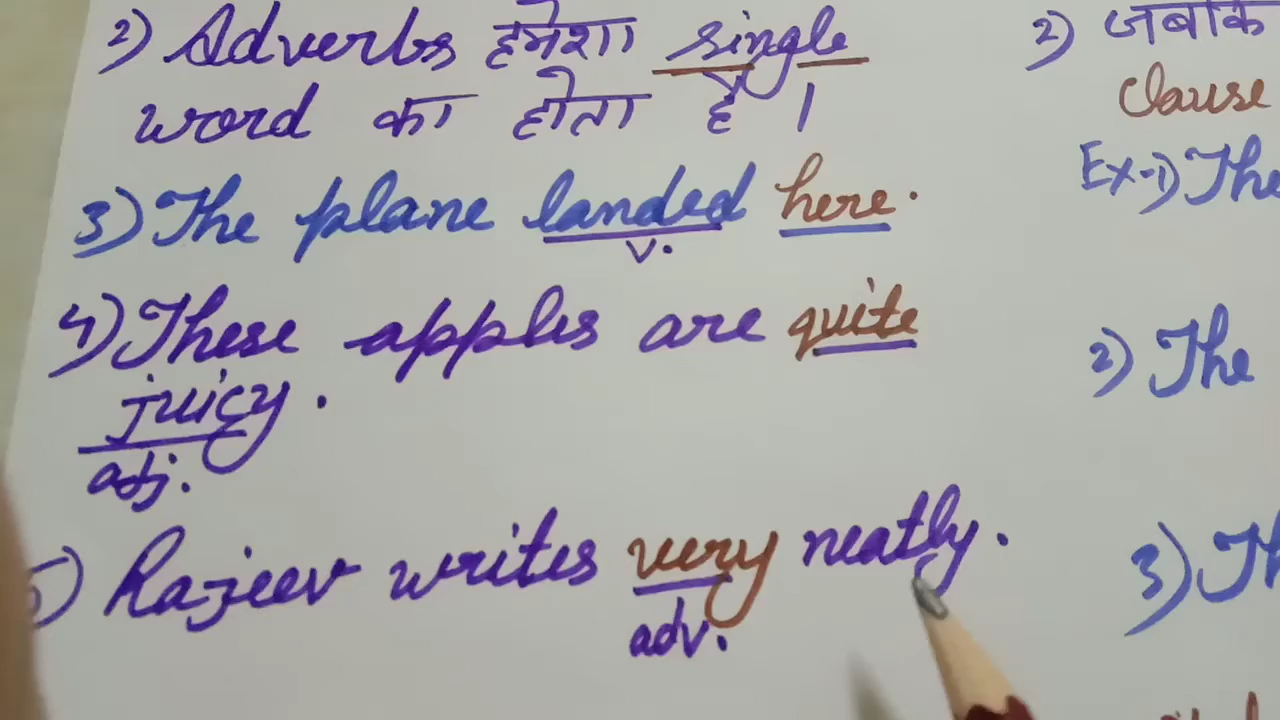 2) Adverbs हमेशा single
word का होता है ।
3) The plane landed here.
v.
4) These apples are quite
juicy.
adj.
5) Rajeev writes very neatly.
adv.
2) जबकि
Clause
Ex-1) The
2) The
3) Th